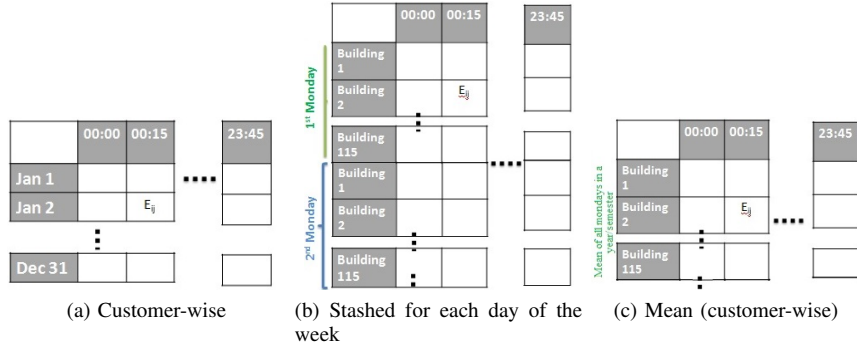 00:00 00:15 23:45
Jan 1
Jan 2 Eij
Dec 31
(a) Customer-wise
00:00 00:15 23:45
1st Monday
Building
1
Building
2 Eij
Building
115
2nd Monday
Building
1
Building
2
Building
115
(b) Stashed for each day of the
week
00:00 00:15 23:45
Mean of all mondays in a
year/semester
Building
1
Building
2 Eij
Building
115
(c) Mean (customer-wise)